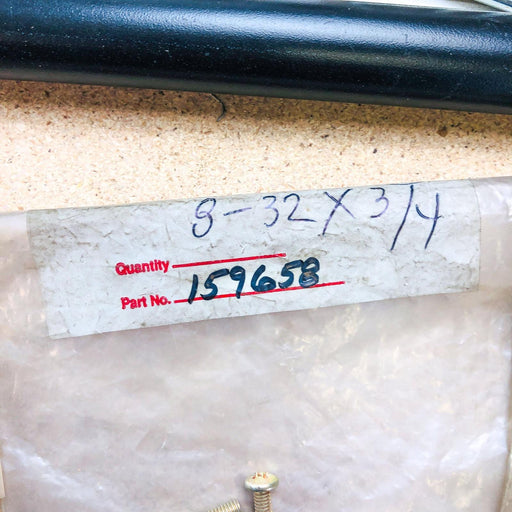 8-32 X 3/4
Quantity
Part No. 159658